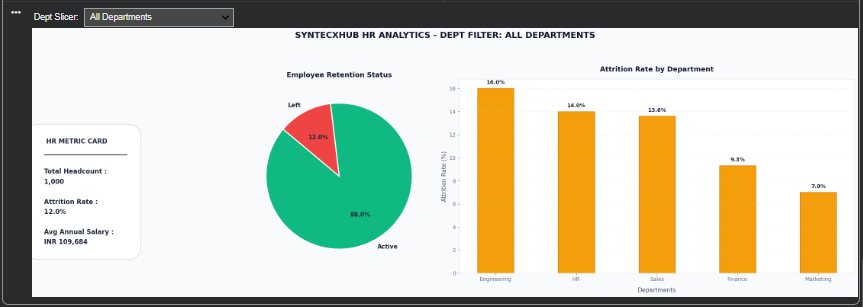 Dept Slicer: All Departments
SYNTECXHUB HR ANALYTICS - DEPT FILTER: ALL DEPARTMENTS
HR METRIC CARD
Total Headcount :
1,000
Attrition Rate :
12.0%
Avg Annual Salary :
INR 109,684
Employee Retention Status
Left
12.0%
88.0%
Active
Attrition Rate by Department
Attrition Rate (%)
16
14
12
10
8
6
4
2
0
16.0%
14.0%
13.6%
9.3%
7.0%
Engineering
HR
Sales
Finance
Marketing
Departments